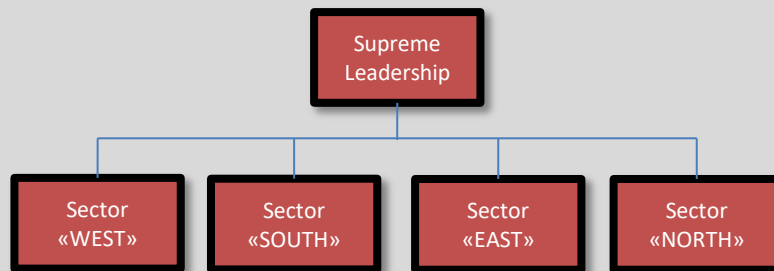 Supreme
Leadership
Sector
«WEST»
Sector
«SOUTH»
Sector
«EAST»
Sector
«NORTH»